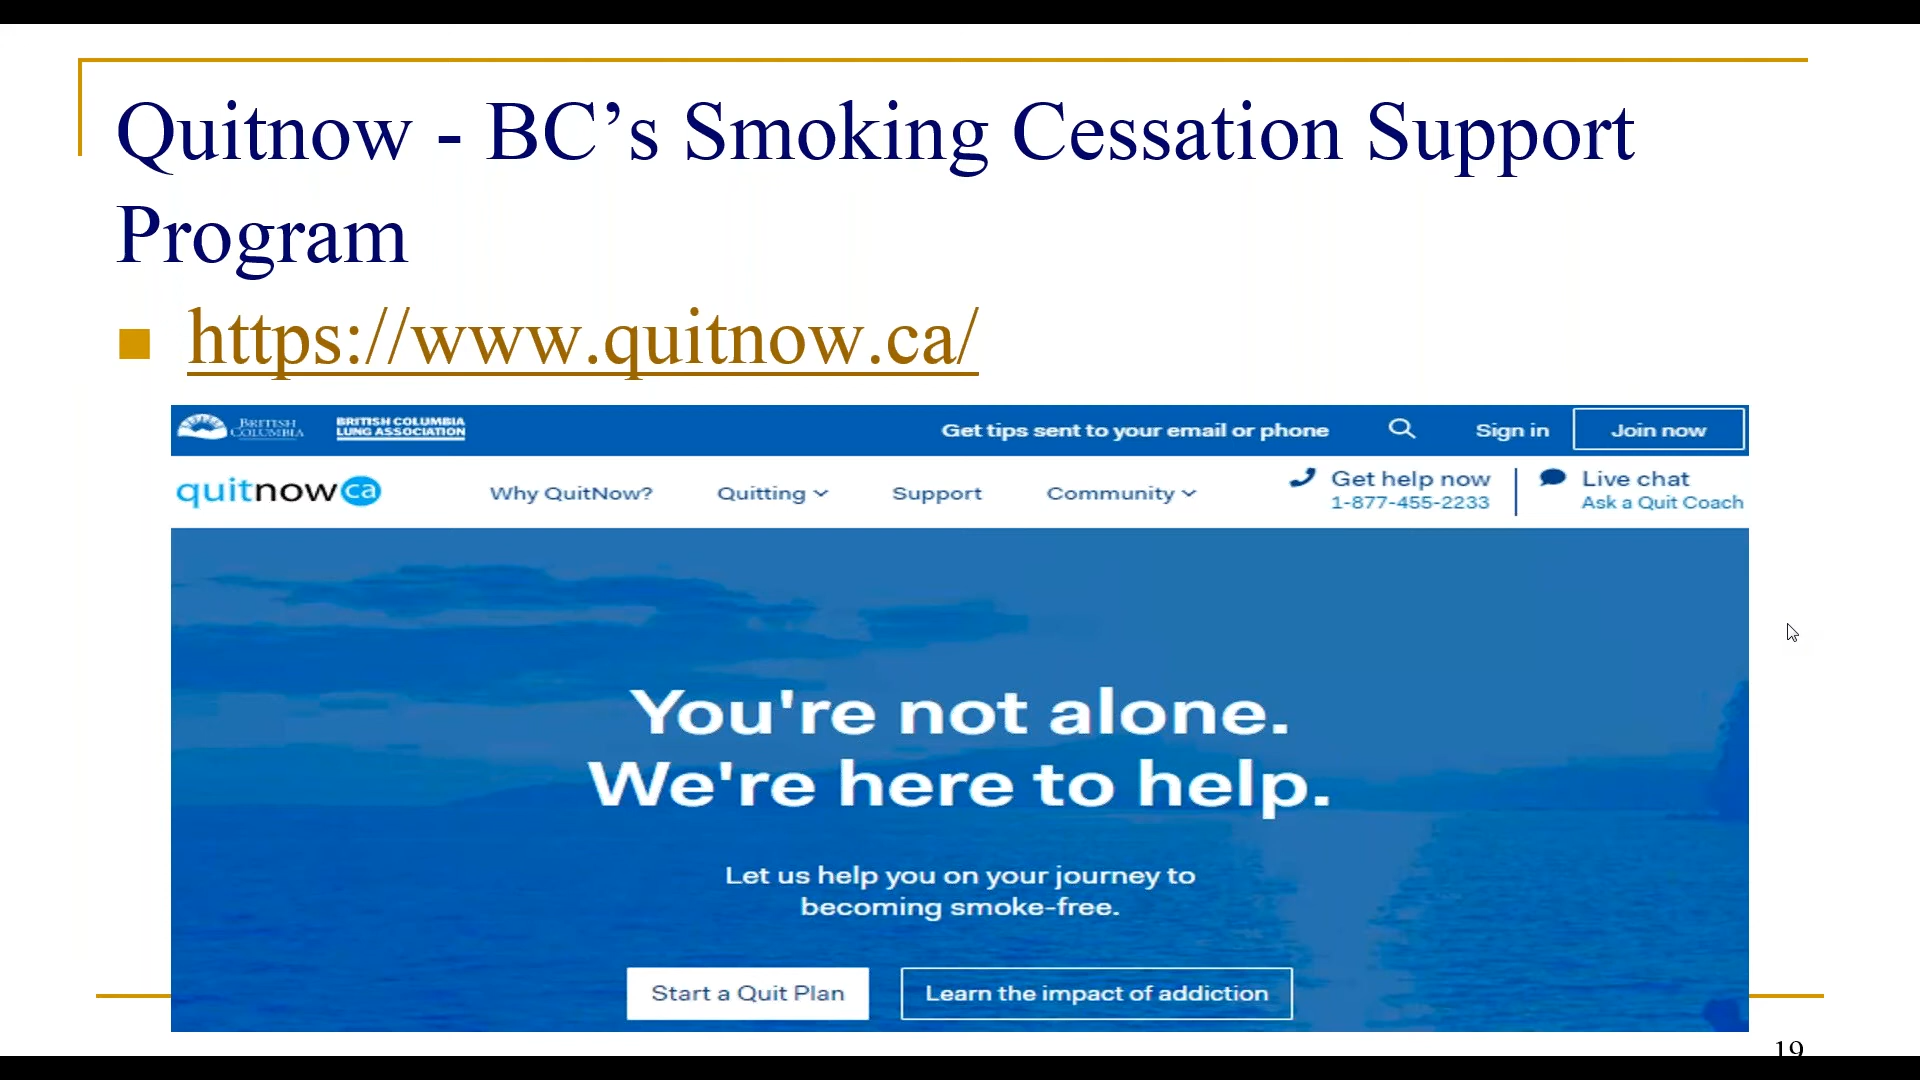 Quitnow - BC’s Smoking Cessation Support
Program
https://www.quitnow.ca/
BRITISH
COLUMBIA
BRITISH COLUMBIA
LUNG ASSOCIATION
Get tips sent to your email or phone
Sign in
Join now
quitnow ca
Why QuitNow?
Quitting
Support
Community
Get help now
1-877-455-2233
Live chat
Ask a Quit Coach
You're not alone.
We're here to help.
Let us help you on your journey to
becoming smoke-free.
Start a Quit Plan
Learn the impact of addiction
19